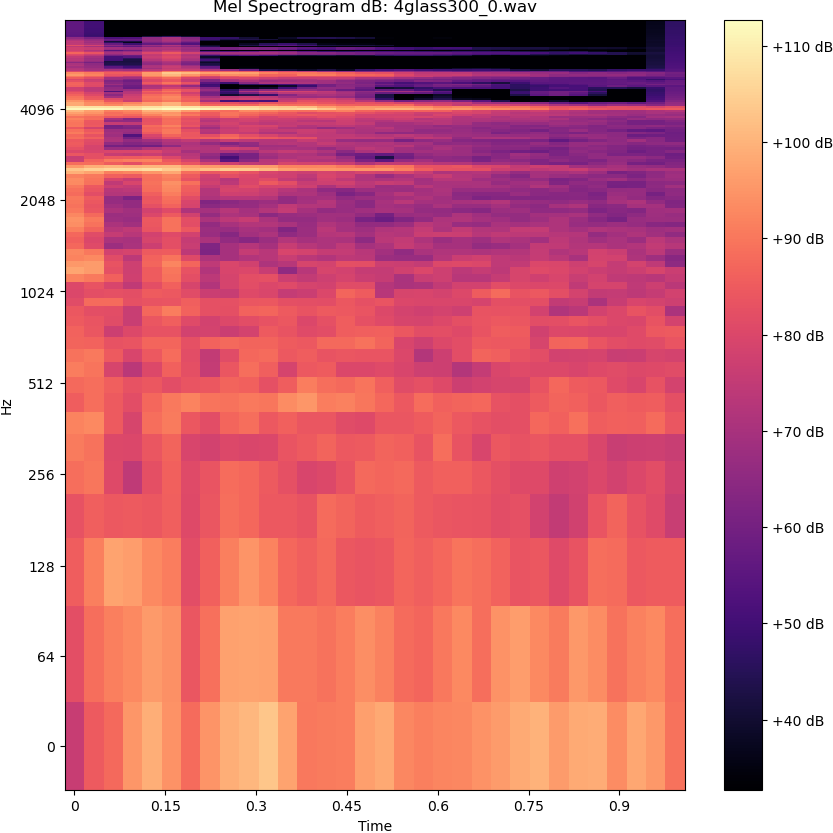 Mel Spectrogram dB: 4glass300_0.wav
Hz
4096
2048
1024
512
256
128
64
0
0 0.15 0.3 0.45 0.6 0.75 0.9
Time
+110 dB
+100 dB
+90 dB
+80 dB
+70 dB
+60 dB
+50 dB
+40 dB